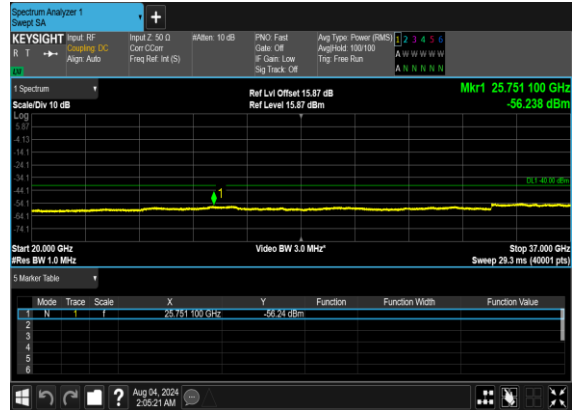 Spectrum Analyzer 1
Swept SA
+
KEYSIGHT Input: RF Input Z: 50 Ω #Atten: 10 dB PNO: Fast Avg Type: Power (RMS) 1 2 3 4 5 6
R T Coupling: DC Corr CCorr Gate: Off Avg|Hold: 100/100 A W W W W W
Align: Auto Freq Ref: Int (S) IF Gain: Low Trig: Free Run
Sig Track: Off A N N N N N
1 Spectrum Ref Lvl Offset 15.87 dB Mkr1 25.751 100 GHz
Scale/Div 10 dB Ref Level 15.87 dBm -56.238 dBm
Log
5.87
-4.13
-14.1
-24.1
-34.1
DL1 -40.00 dBm
-44.1
1
-54.1
-64.1
-74.1
Start 20.000 GHz Video BW 3.0 MHz* Stop 37.000 GHz
#Res BW 1.0 MHz Sweep 29.3 ms (40001 pts)
5 Marker Table
Mode Trace Scale X Y Function Function Width Function Value
1 N 1 f 25.751 100 GHz -56.24 dBm
2
3
4
5
6
? Aug 04, 2024
2:05:21 AM